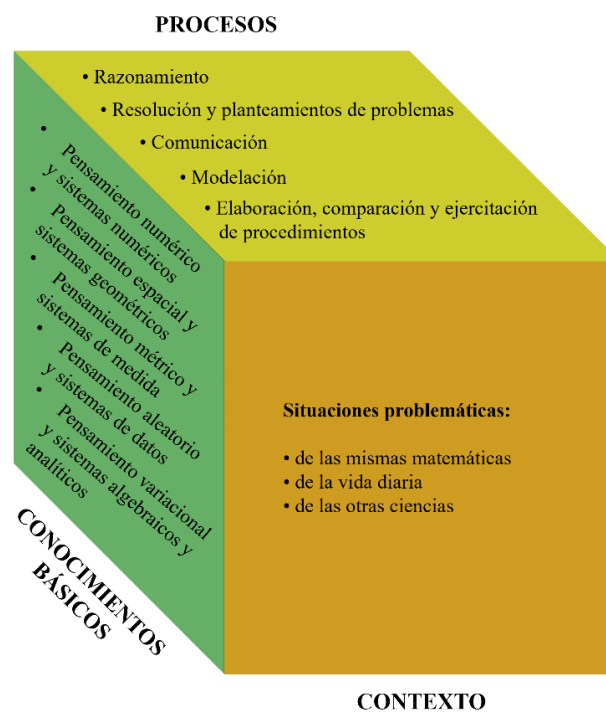 PROCESOS
• Razonamiento
• Resolución y planteamientos de problemas
• Comunicación
• Modelación
• Elaboración, comparación y ejercitación
de procedimientos
• Pensamiento numérico
y sistemas numéricos
• Pensamiento espacial y
sistemas geométricos
• Pensamiento métrico y
sistemas de medida
• Pensamiento aleatorio
y sistemas de datos
• Pensamiento variacional
y sistemas algebraicos y
analíticos
CONOCIMIENTOS
BÁSICOS
Situaciones problemáticas:
• de las mismas matemáticas
• de la vida diaria
• de las otras ciencias
CONTEXTO